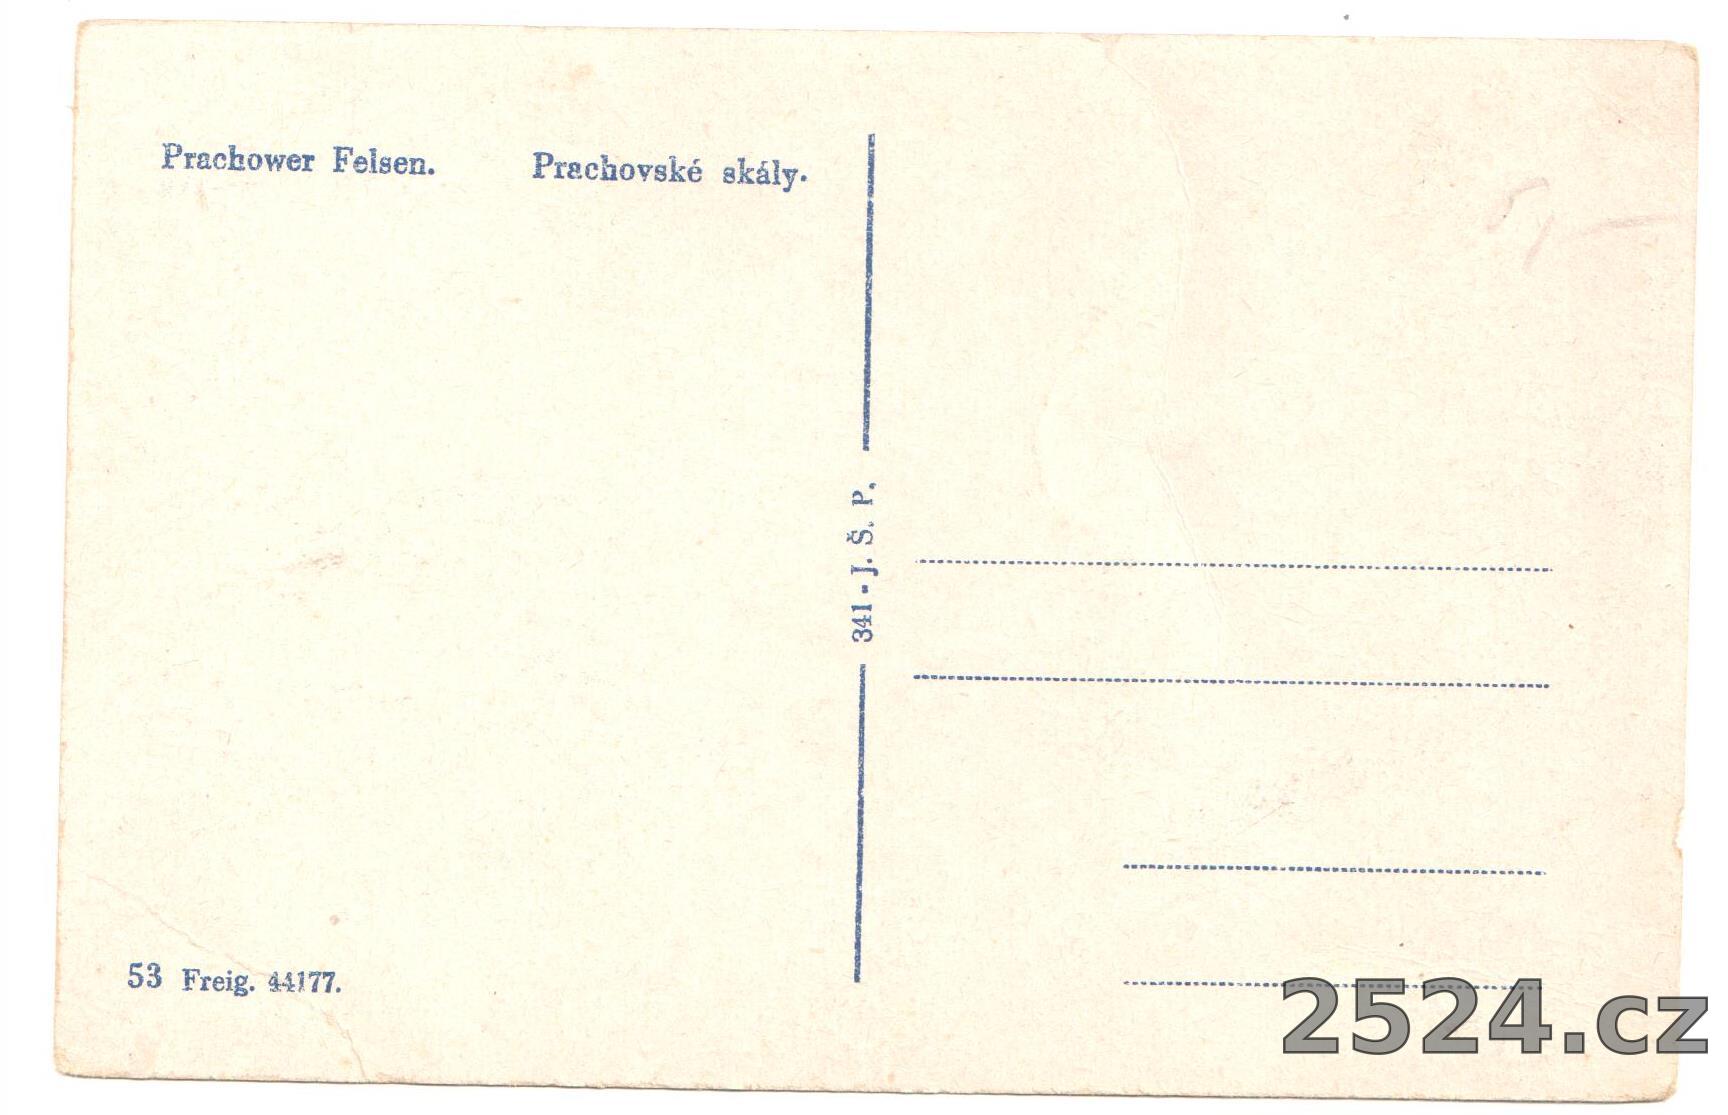 Prachower Felsen. Prachovské skály.
341 - J. Š. P.
53 Freig. 44177.
2524.cz